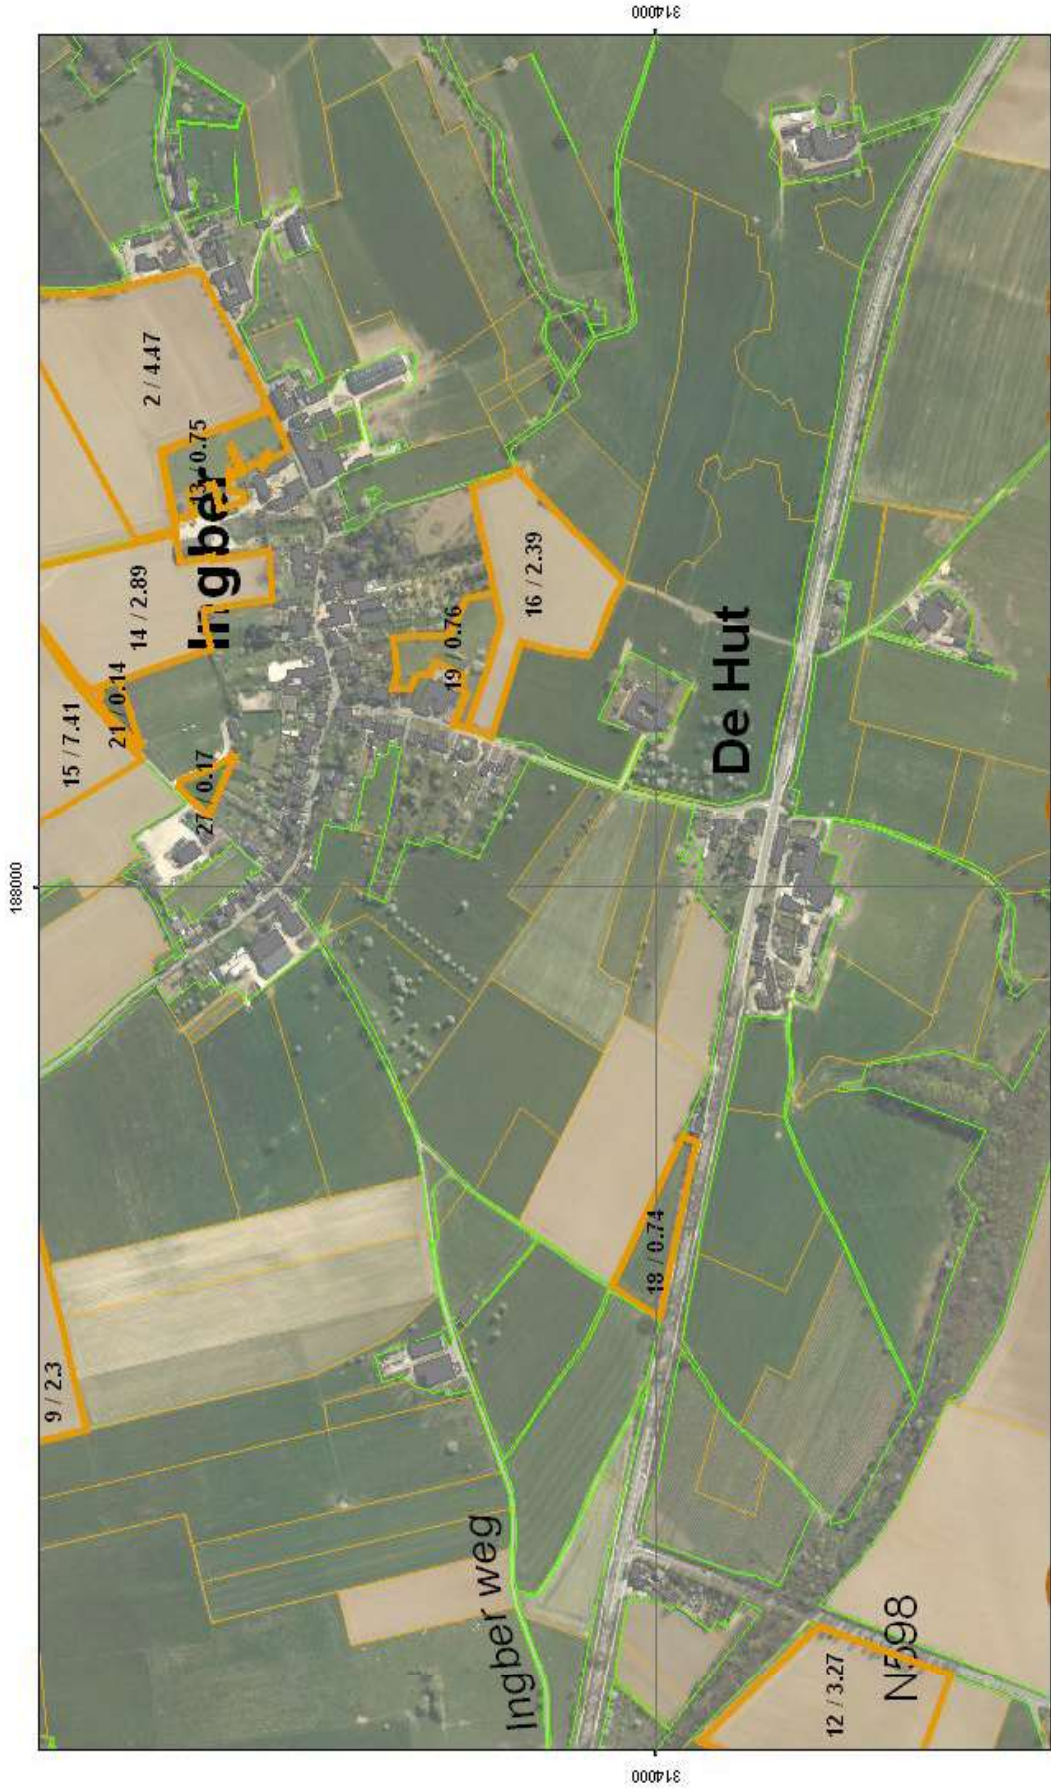 314000
188000
2 / 4.47
13 / 0.75
Ingber
14 / 2.89
21 / 0.14
15 / 7.41
27 / 0.17
16 / 2.39
19 / 0.76
De Hut
18 / 0.74
9 / 2.3
Ingber weg
N598
12 / 3.27
314000